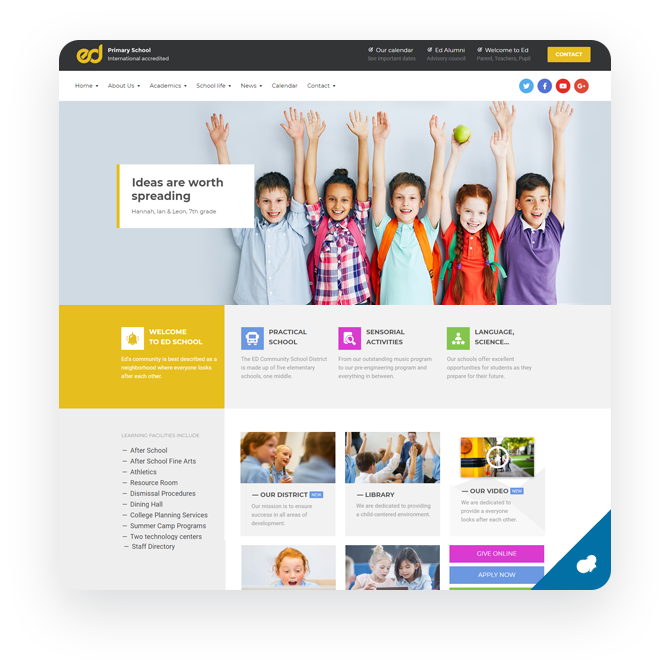 ed
Primary School
International accredited
Our calendar
See important dates
Ed Alumni
Advisory council
Welcome to Ed
Parent, Teachers, Pupil
CONTACT
Home
About Us
Academics
School life
News
Calendar
Contact
G+
Ideas are worth
spreading
Hannah, Ian & Leon, 7th grade
WELCOME
TO ED SCHOOL
Ed's community is best described as a
neighborhood where everyone looks
after each other.
PRACTICAL
SCHOOL
The ED Community School District
is made up of five elementary
schools, one middle.
SENSORIAL
ACTIVITIES
From our outstanding music program
to our pre-engineering program and
everything in between.
LANGUAGE,
SCIENCE...
Our schools offer excellent
opportunities for students as they
prepare for their future.
LEARNING FACILITIES INCLUDE
— After School
— After School Fine Arts
— Athletics
— Resource Room
— Dismissal Procedures
— Dining Hall
— College Planning Services
— Summer Camp Programs
— Two technology centers
— Staff Directory
— OUR DISTRICT NEW
Our mission is to ensure
success in all areas of
development.
— LIBRARY
We are dedicated to providing
a child-centered environment.
— OUR VIDEO NEW
We are dedicated to
provide a everyone
looks after each other.
GIVE ONLINE
APPLY NOW